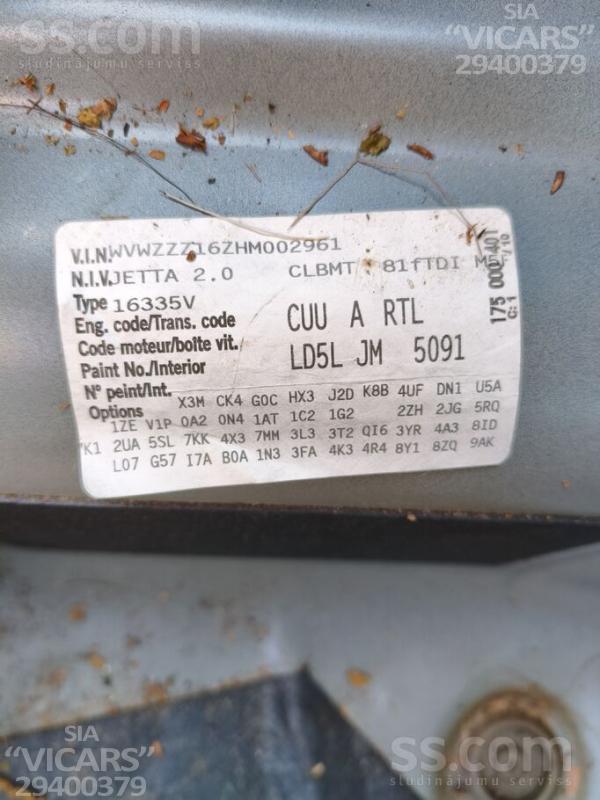 ss.com
sludinājumu serviss
SIA
“VICARS”
29400379
V.I.N. WVWZZZ16ZHM002961
N.I.V. JETTA 2.0 CLBMT 81fTDI
Type 16335V
Eng. code/Trans. code CUU A RTL
Code moteur/boîte vit.
Paint No./Interior LD5L JM 5091
N° peint/Int.
Options X3M CK4 G0C HX3 J2D K8B 4UF DN1 U5A
1ZE V1P 0A2 0N4 1AT 1C2 1G2 2ZH 2JG 5RQ
K1 2UA 5SL 7KK 4X3 7MM 3L3 3T2 QI6 3YR 4A3 8ID
L07 G57 I7A B0A 1N3 3FA 4K3 4R4 8Y1 8ZQ 9AK
175 000
G: 1
SIA
“VICARS”
29400379
ss.com
sludinājumu serviss